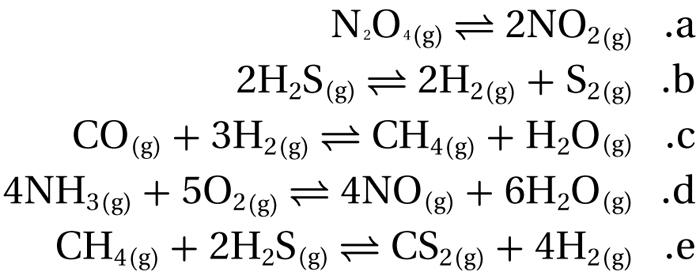 N₂O₄(g) ⇌ 2NO₂(g) .a
2H₂S(g) ⇌ 2H₂(g) + S₂(g) .b
CO(g) + 3H₂(g) ⇌ CH₄(g) + H₂O(g) .c
4NH₃(g) + 5O₂(g) ⇌ 4NO(g) + 6H₂O(g) .d
CH₄(g) + 2H₂S(g) ⇌ CS₂(g) + 4H₂(g) .e